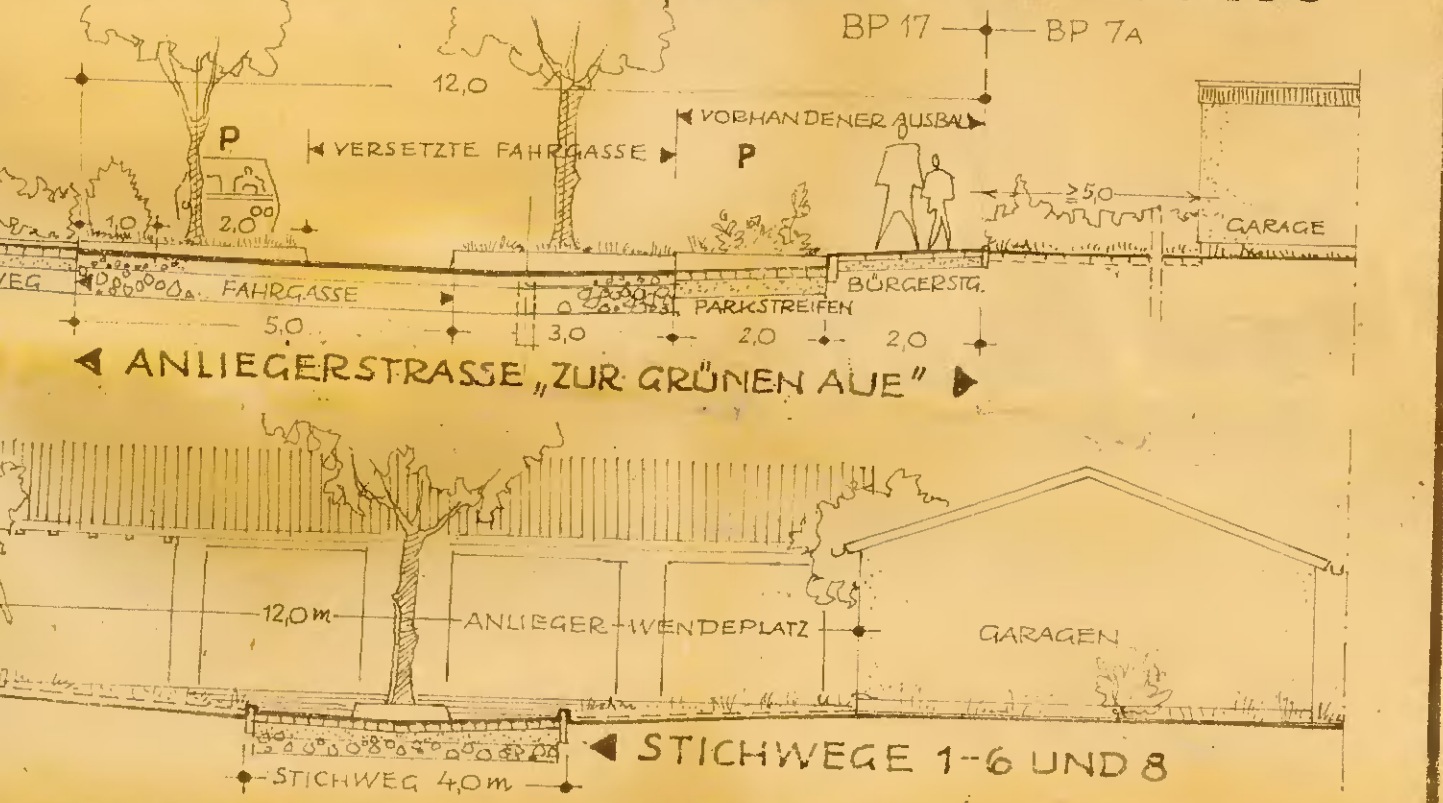 BP 17 BP 7A
12,0
VORHANDENER AUSBAU
P VERSETZTE FAHRGASSE P
≥5,0
1,0 2,0 GARAGE
FAHRGASSE PARKSTREIFEN BÜRGERSTG.
5,0 3,0 2,0 2,0
ANLIEGERSTRASSE „ZUR GRÜNEN AUE"
12,0 m ANLIEGER-WENDEPLATZ GARAGEN
STICHWEGE 1-6 UND 8
STICHWEG 4,0 m